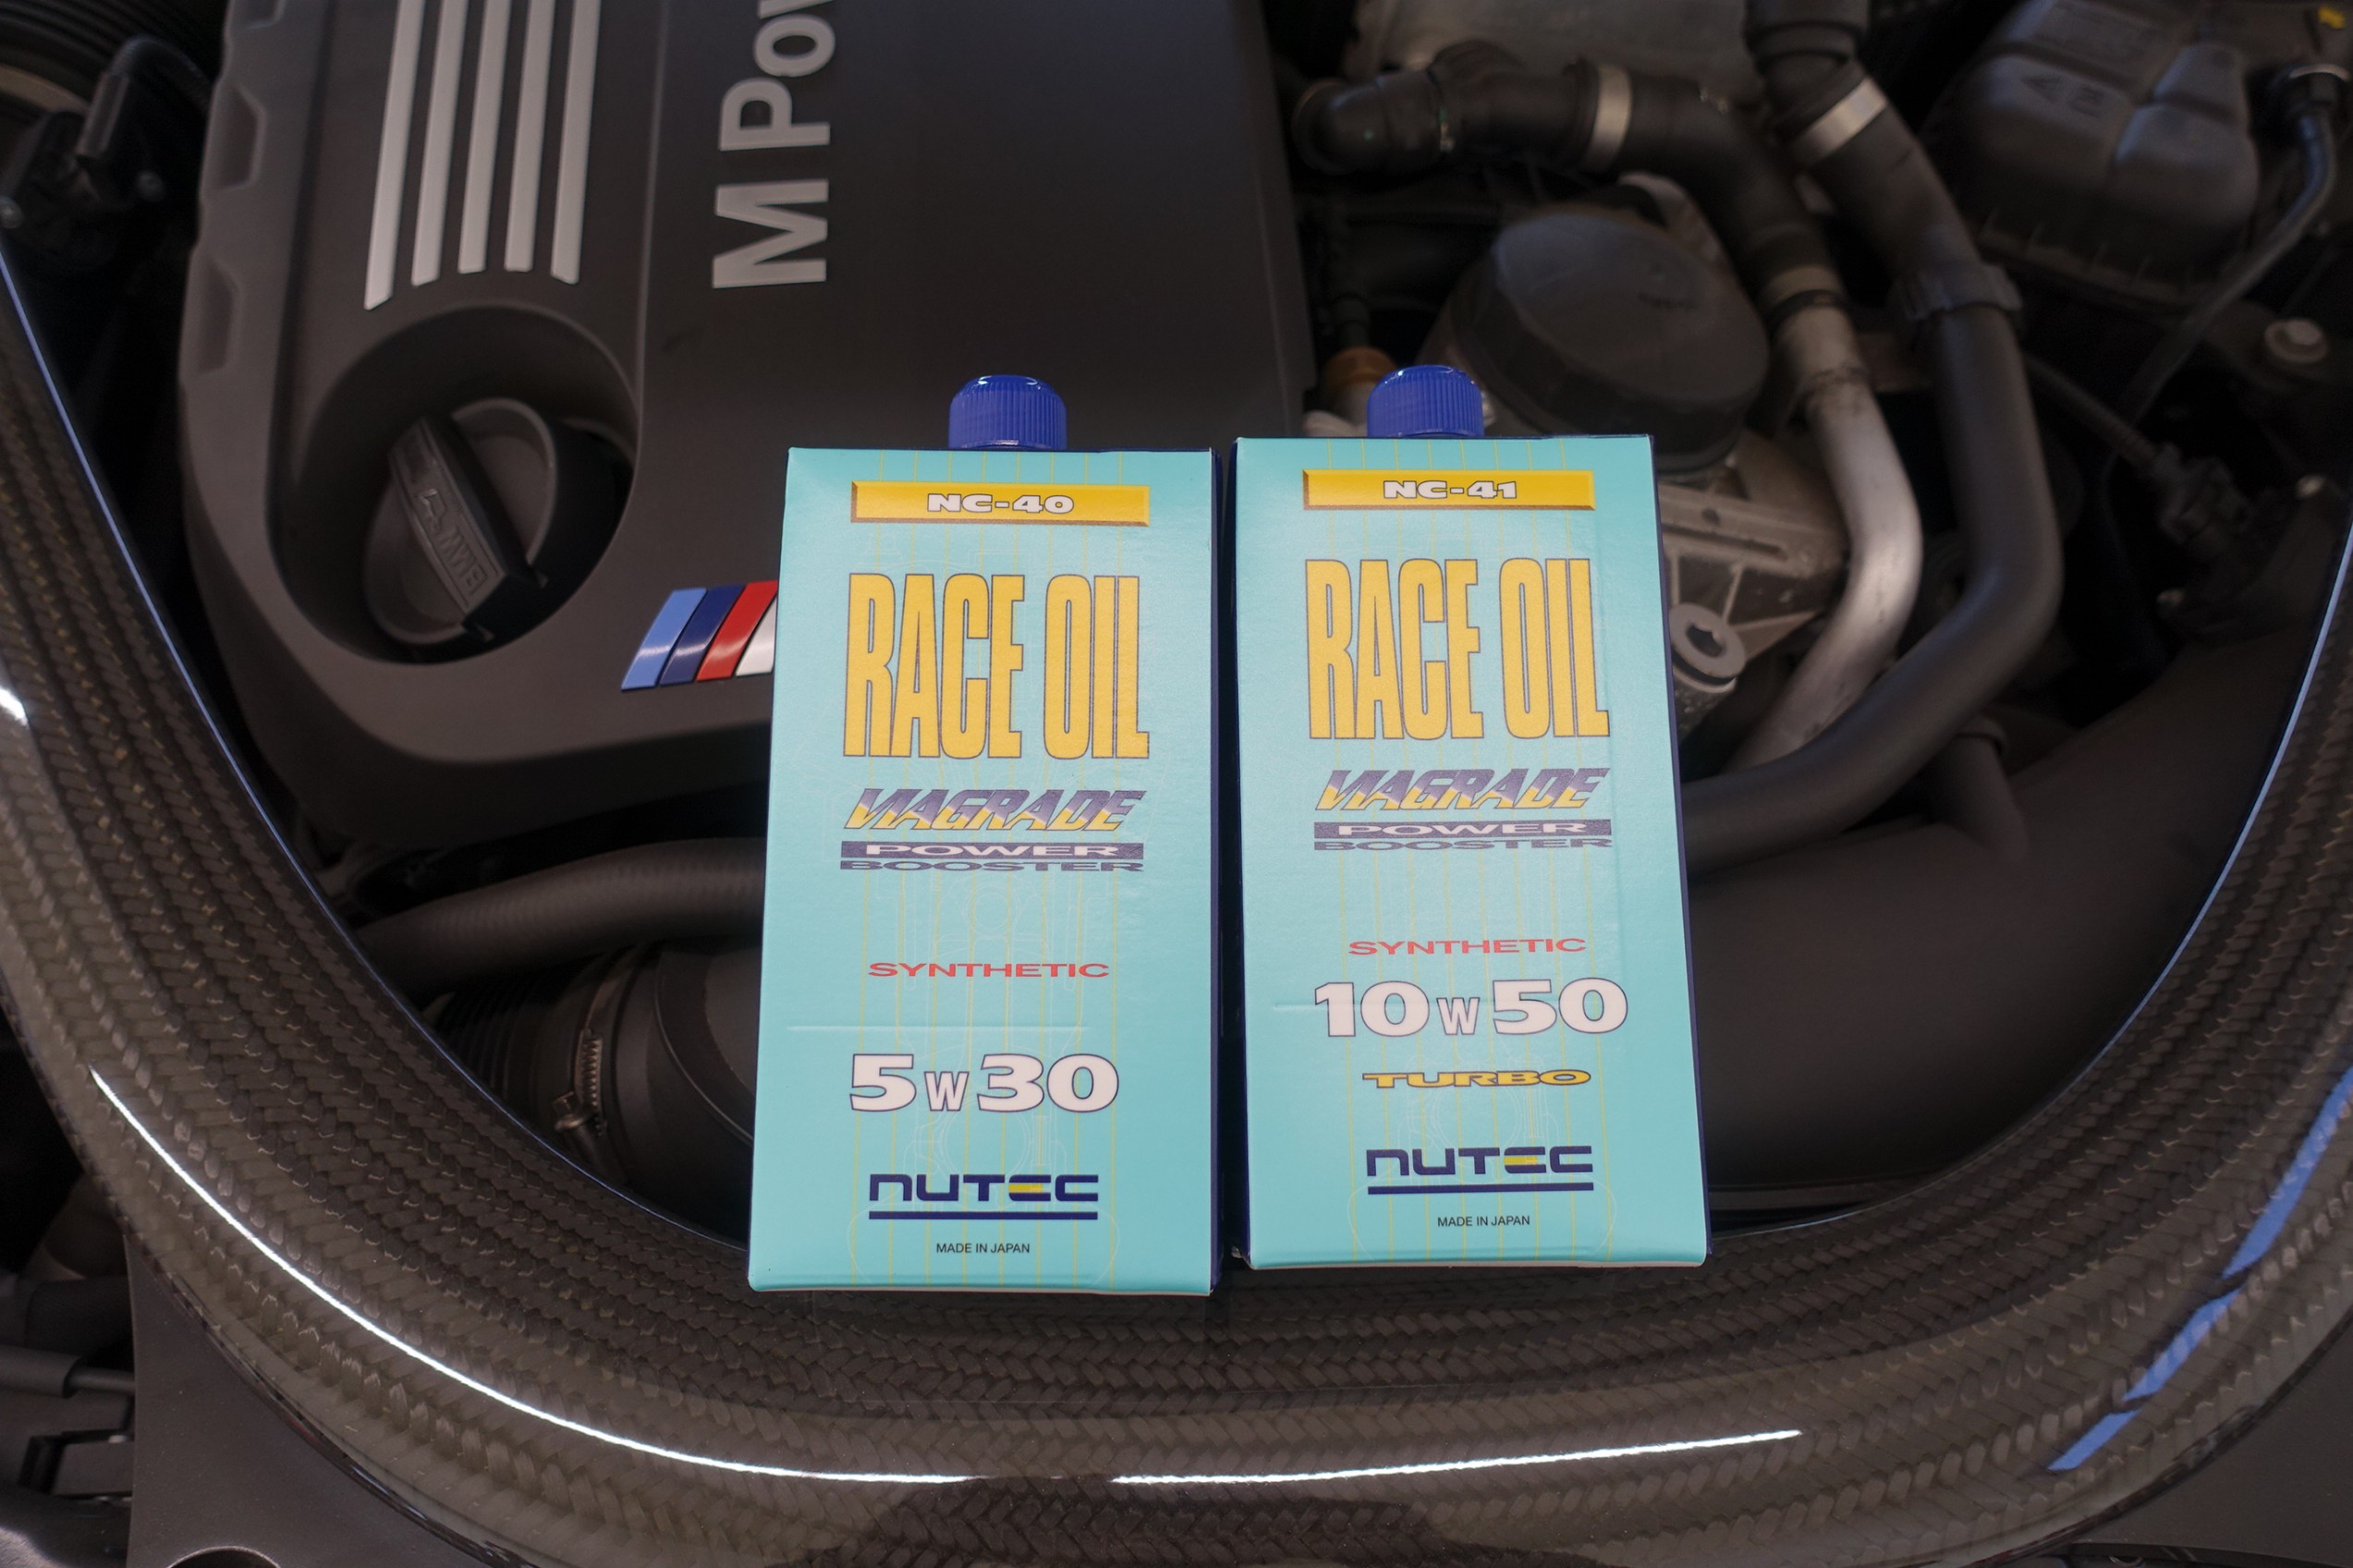 M Pow
NC-40
RACE OIL
VIAGRADE
POWER
BOOSTER
SYNTHETIC
5W30
NUTEC
MADE IN JAPAN
NC-41
RACE OIL
VIAGRADE
POWER
BOOSTER
SYNTHETIC
10W50
TURBO
NUTEC
MADE IN JAPAN